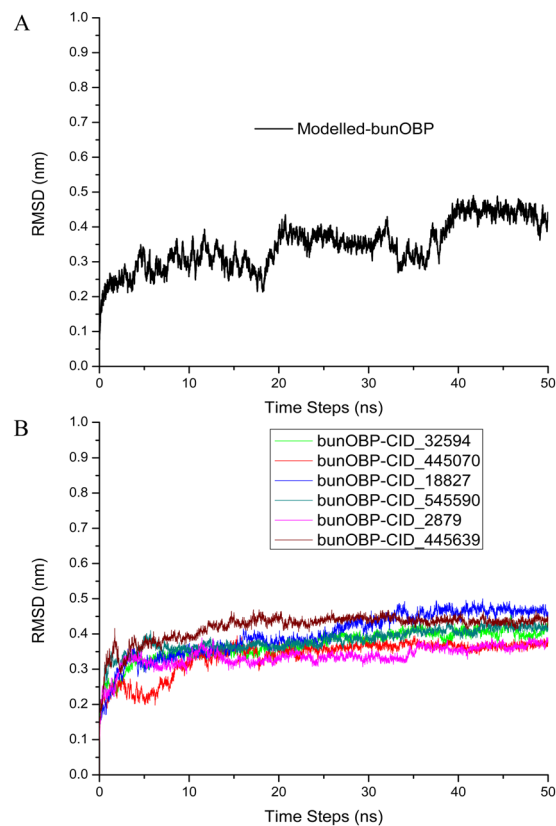 A
1.0
0.9
0.8
0.7
0.6
0.5
0.4
0.3
0.2
0.1
0.0
RMSD (nm)
Modelled-bunOBP
0 10 20 30 40 50
Time Steps (ns)
B
1.0
0.9
0.8
0.7
0.6
0.5
0.4
0.3
0.2
0.1
0.0
RMSD (nm)
bunOBP-CID_32594
bunOBP-CID_445070
bunOBP-CID_18827
bunOBP-CID_545590
bunOBP-CID_2879
bunOBP-CID_445639
0 10 20 30 40 50
Time Steps (ns)